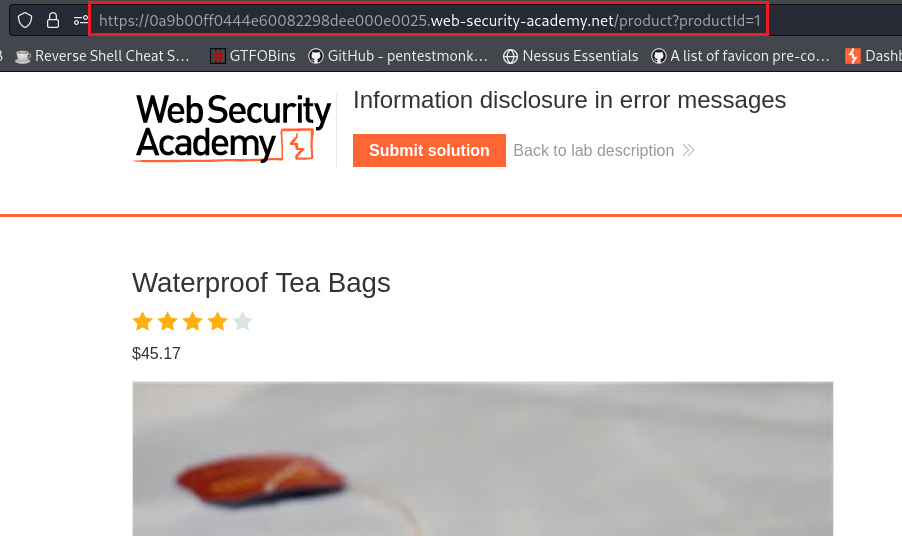 https://0a9b00ff0444e60082298dee000e0025.web-security-academy.net/product?productId=1
Reverse Shell Cheat S… GTFOBins GitHub - pentestmonk… Nessus Essentials A list of favicon pre-co… Dashb
Web Security
Academy
Information disclosure in error messages
Submit solution Back to lab description
Waterproof Tea Bags
$45.17